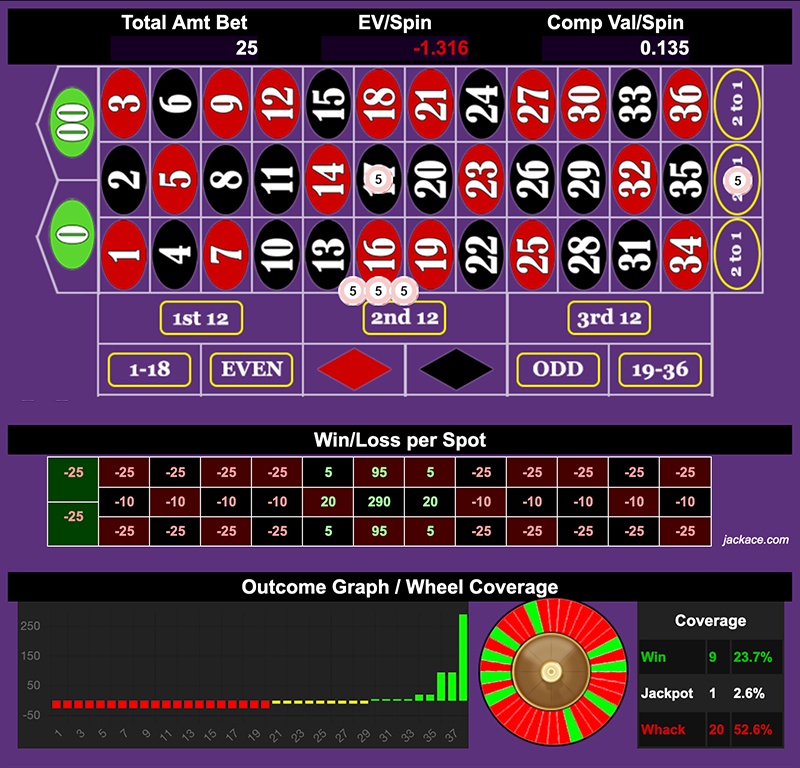 Total Amt Bet EV/Spin Comp Val/Spin
25 -1.316 0.135
00 3 6 9 12 15 18 21 24 27 30 33 36 2 to 1
2 5 8 11 14 5 20 23 26 29 32 35 5
0 1 4 7 10 13 16 19 22 25 28 31 34 2 to 1
5 5 5
1st 12 2nd 12 3rd 12
1-18 EVEN ODD 19-36
Win/Loss per Spot
-25 -25 -25 -25 -25 5 95 5 -25 -25 -25 -25 -25
-10 -10 -10 -10 20 290 20 -10 -10 -10 -10 -10
-25 -25 -25 -25 -25 5 95 5 -25 -25 -25 -25 -25
jackace.com
Outcome Graph / Wheel Coverage
250
150
50
-50
1 3 5 7 9 11 13 15 17 19 21 23 25 27 29 31 33 35 37
Coverage
Win 9 23.7%
Jackpot 1 2.6%
Whack 20 52.6%